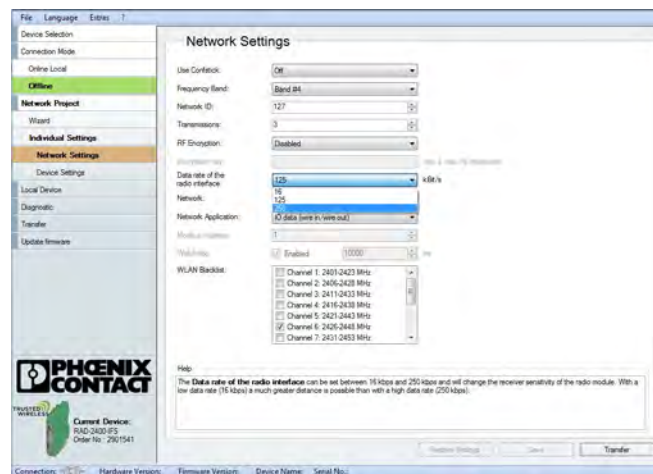 File Language Extras ?
Device Selection
Connection Mode
Online Local
Offline
Network Project
Wizard
Individual Settings
Network Settings
Device Settings
Local Device
Diagnostic
Transfer
Update firmware
PHŒNIX
CONTACT
TRUSTED
WIRELESS
Current Device:
RAD-2400-IFS
Order No.: 2901541
Network Settings
Use Confstick: Off
Frequency Band: Band #4
Network ID: 127
Transmissions: 3
RF Encryption: Disabled
Data rate of the
radio interface: 125 kBit/s
16
125
250
Network:
Network Application: IO data (wire in/wire out)
1
Enabled 10000 ms
WLAN Blacklist:
Channel 1: 2401-2423 MHz
Channel 2: 2406-2428 MHz
Channel 3: 2411-2433 MHz
Channel 4: 2416-2438 MHz
Channel 5: 2421-2443 MHz
Channel 6: 2426-2448 MHz
Channel 7: 2431-2453 MHz
Help
The Data rate of the radio interface can be set between 16 kbps and 250 kbps and will change the receiver sensitivity of the radio module. With a
low data rate (16 kbps) a much greater distance is possible than with a high data rate (250 kbps).
Save Transfer
Connection: Hardware Version: Firmware Version: Device Name: Serial No.: